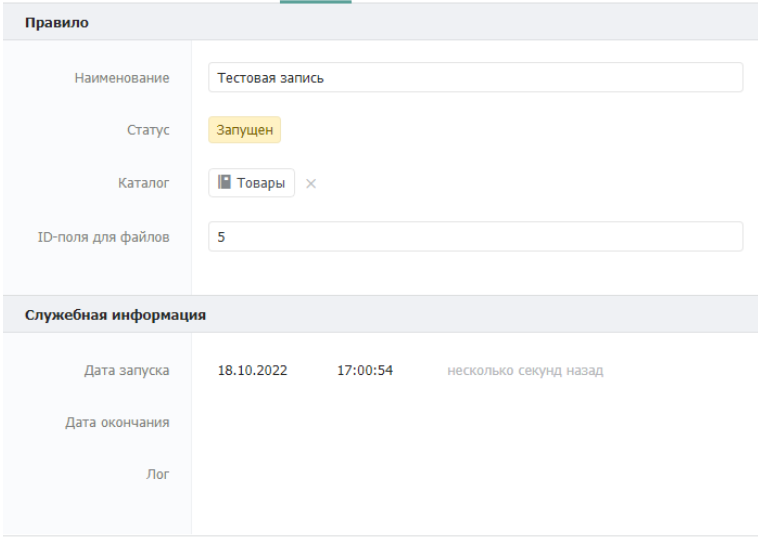 Правило
Наименование Тестовая запись
Статус Запущен
Каталог Товары ×
ID-поля для файлов 5
Служебная информация
Дата запуска 18.10.2022 17:00:54 несколько секунд назад
Дата окончания
Лог